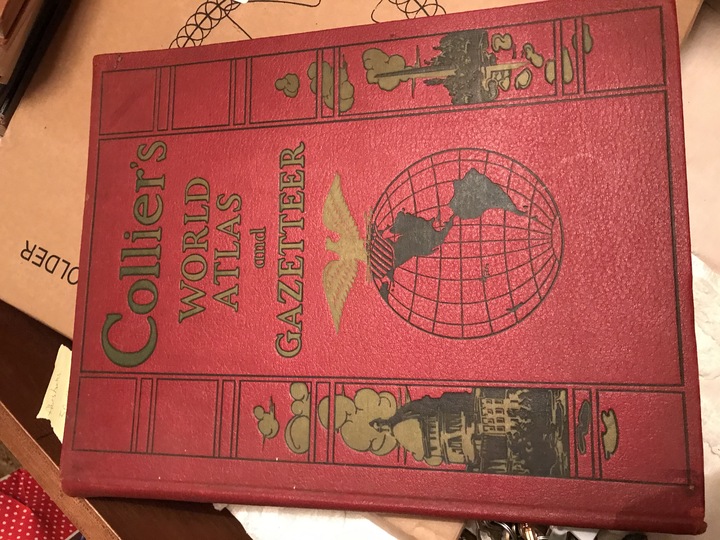 Collier's
WORLD
ATLAS
and
GAZETTEER
OLDER